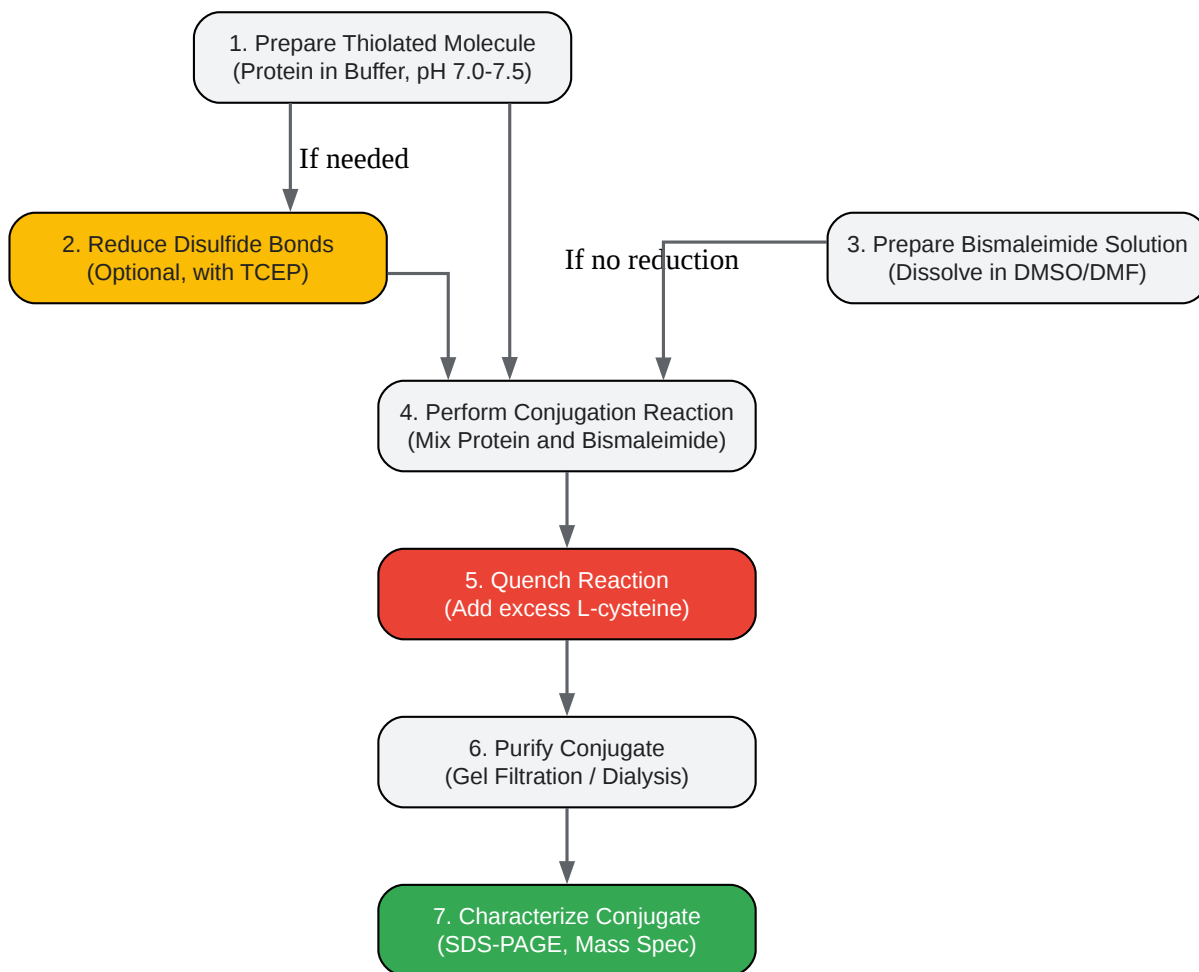 1. Prepare Thiolated Molecule
(Protein in Buffer, pH 7.0-7.5)
If needed
2. Reduce Disulfide Bonds
(Optional, with TCEP)
If no reduction
3. Prepare Bismaleimide Solution
(Dissolve in DMSO/DMF)
4. Perform Conjugation Reaction
(Mix Protein and Bismaleimide)
5. Quench Reaction
(Add excess L-cysteine)
6. Purify Conjugate
(Gel Filtration / Dialysis)
7. Characterize Conjugate
(SDS-PAGE, Mass Spec)